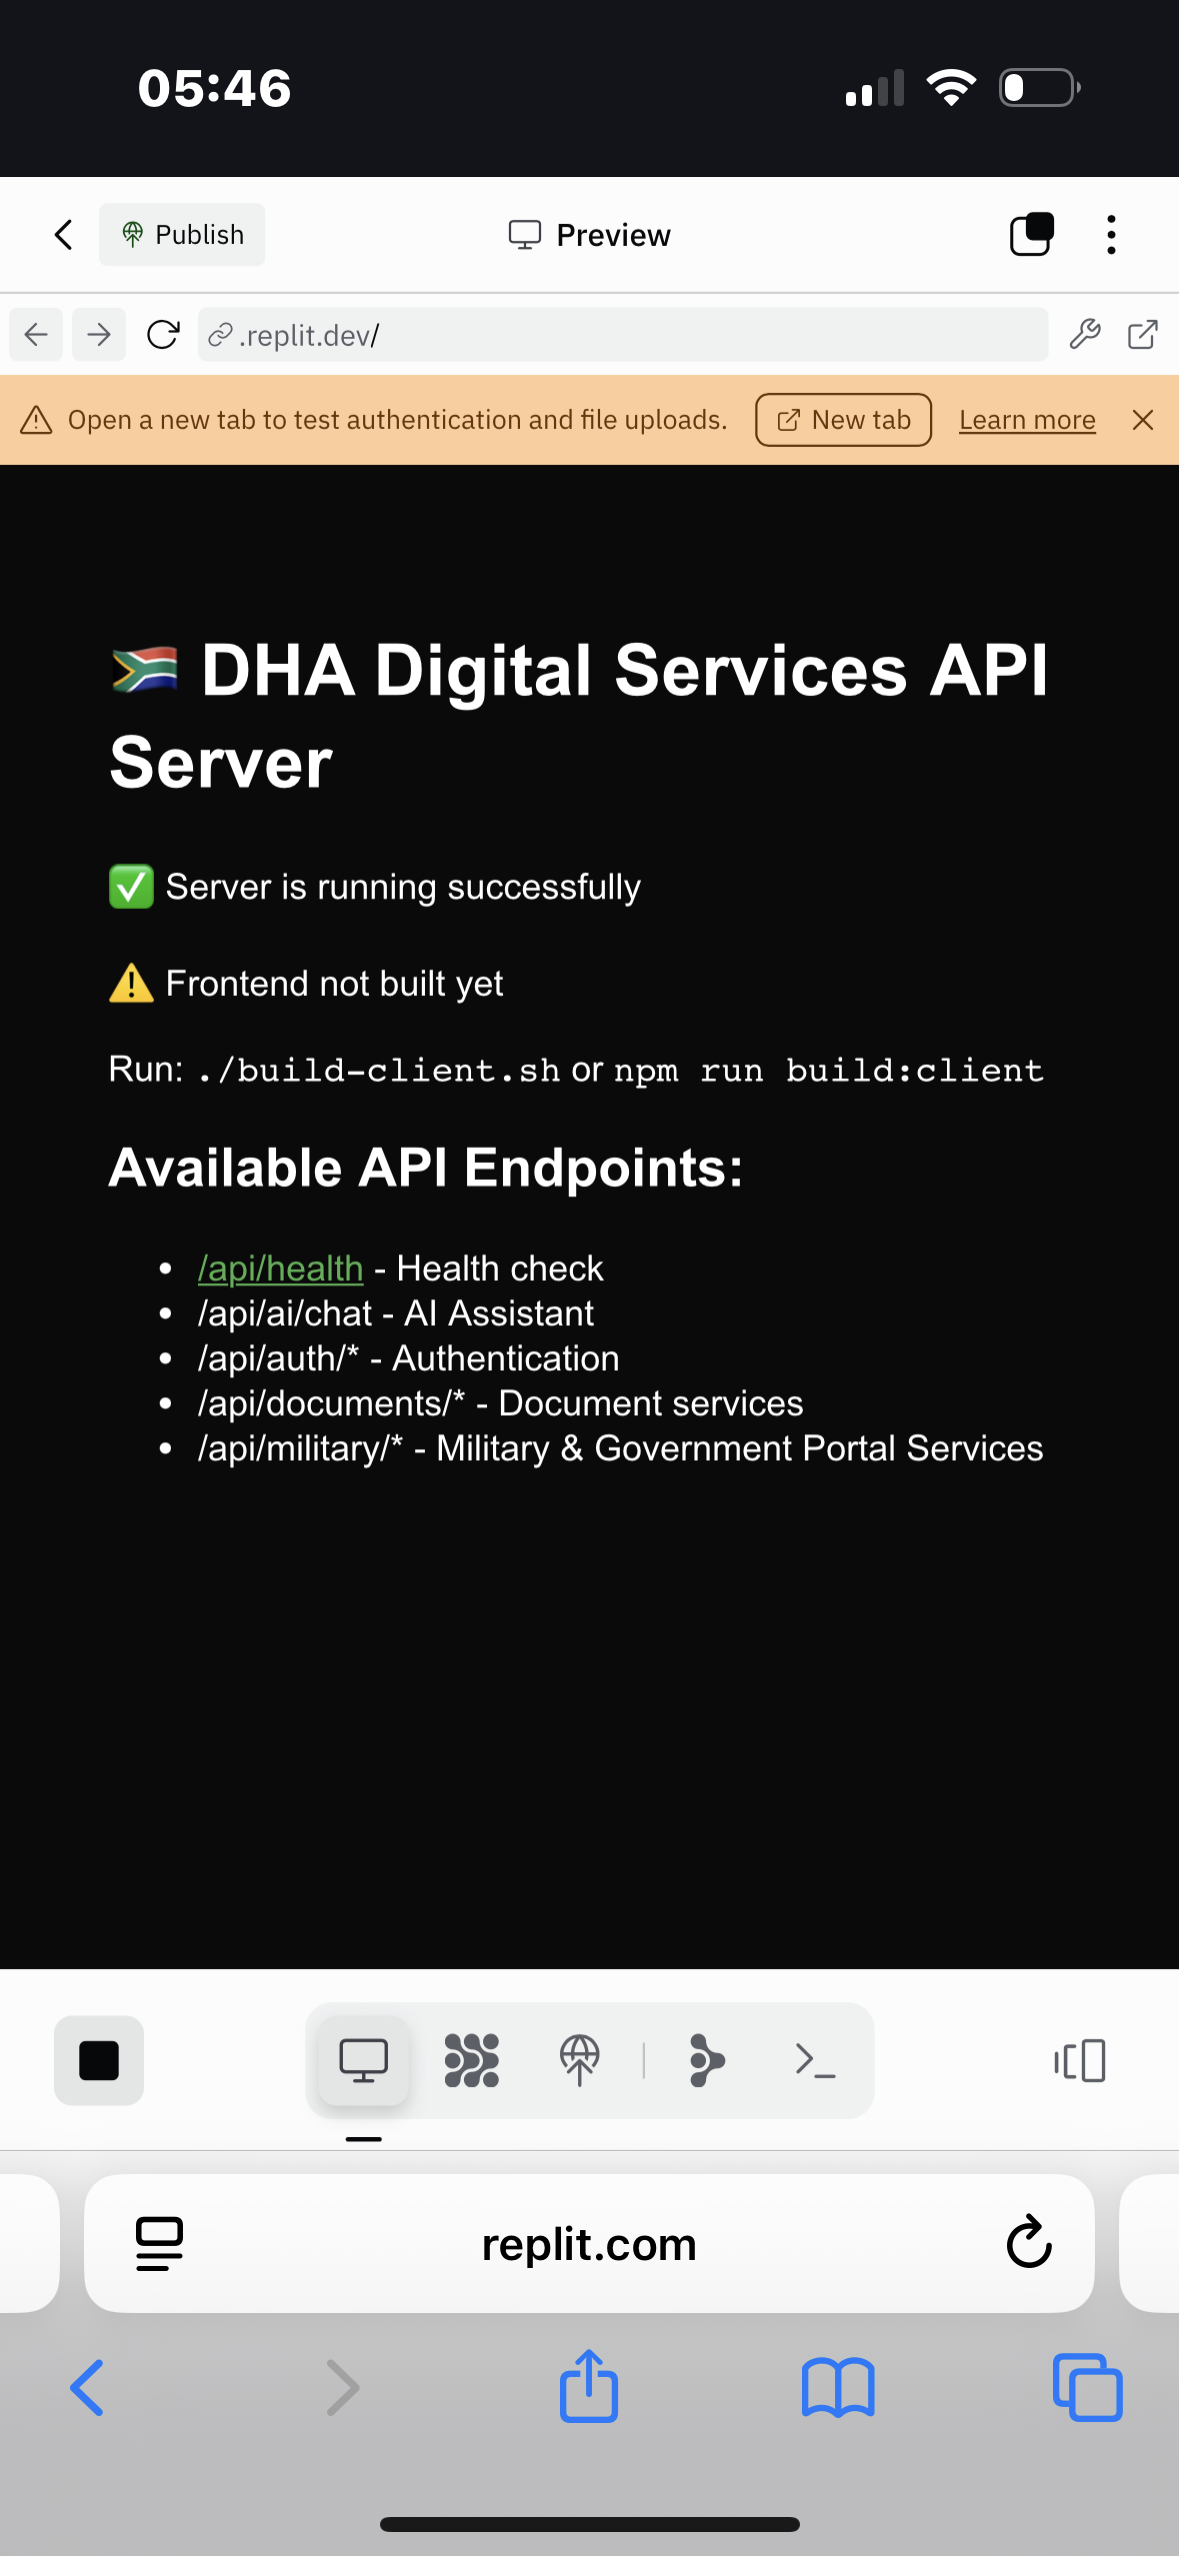 05:46
Publish
Preview
.replit.dev/
Open a new tab to test authentication and file uploads. New tab Learn more
🇿🇦 DHA Digital Services API
Server
✅ Server is running successfully
⚠️ Frontend not built yet
Run: ./build-client.sh or npm run build:client
Available API Endpoints:
• /api/health - Health check
• /api/ai/chat - AI Assistant
• /api/auth/* - Authentication
• /api/documents/* - Document services
• /api/military/* - Military & Government Portal Services
replit.com